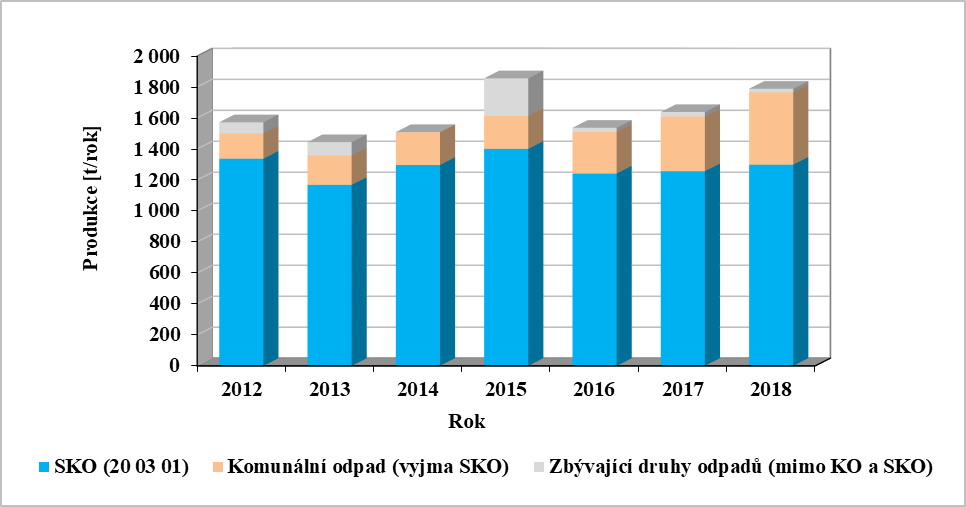 2 000
1 800
1 600
1 400
1 200
1 000
800
600
400
200
0
Produkce [t/rok]
2012 2013 2014 2015 2016 2017 2018
Rok
SKO (20 03 01) Komunální odpad (vyjma SKO) Zbývající druhy odpadů (mimo KO a SKO)